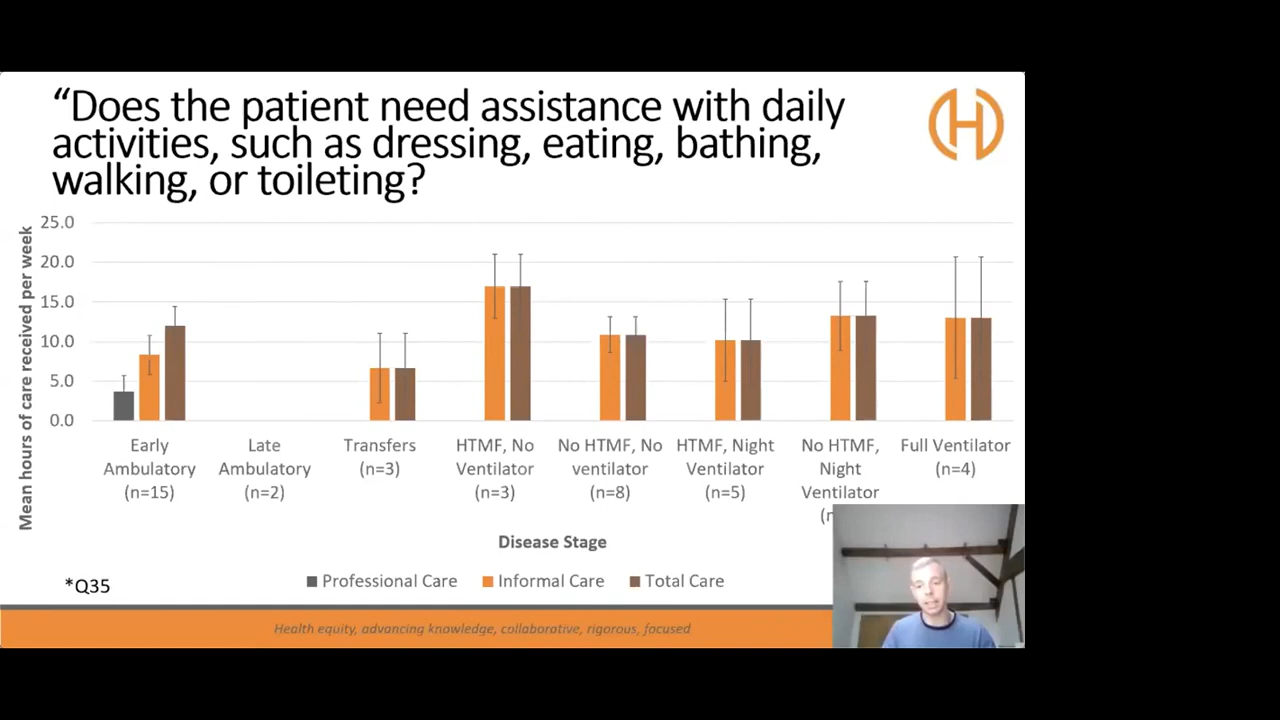 “Does the patient need assistance with daily
activities, such as dressing, eating, bathing,
walking, or toileting?
H
Mean hours of care received per week
25.0
20.0
15.0
10.0
5.0
0.0
Early
Ambulatory
(n=15)
Late
Ambulatory
(n=2)
Transfers
(n=3)
HTMF, No
Ventilator
(n=3)
No HTMF, No
ventilator
(n=8)
HTMF, Night
Ventilator
(n=5)
No HTMF,
Night
Ventilator
Full Ventilator
(n=4)
Disease Stage
Professional Care
Informal Care
Total Care
*Q35
Health equity, advancing knowledge, collaborative, rigorous, focused